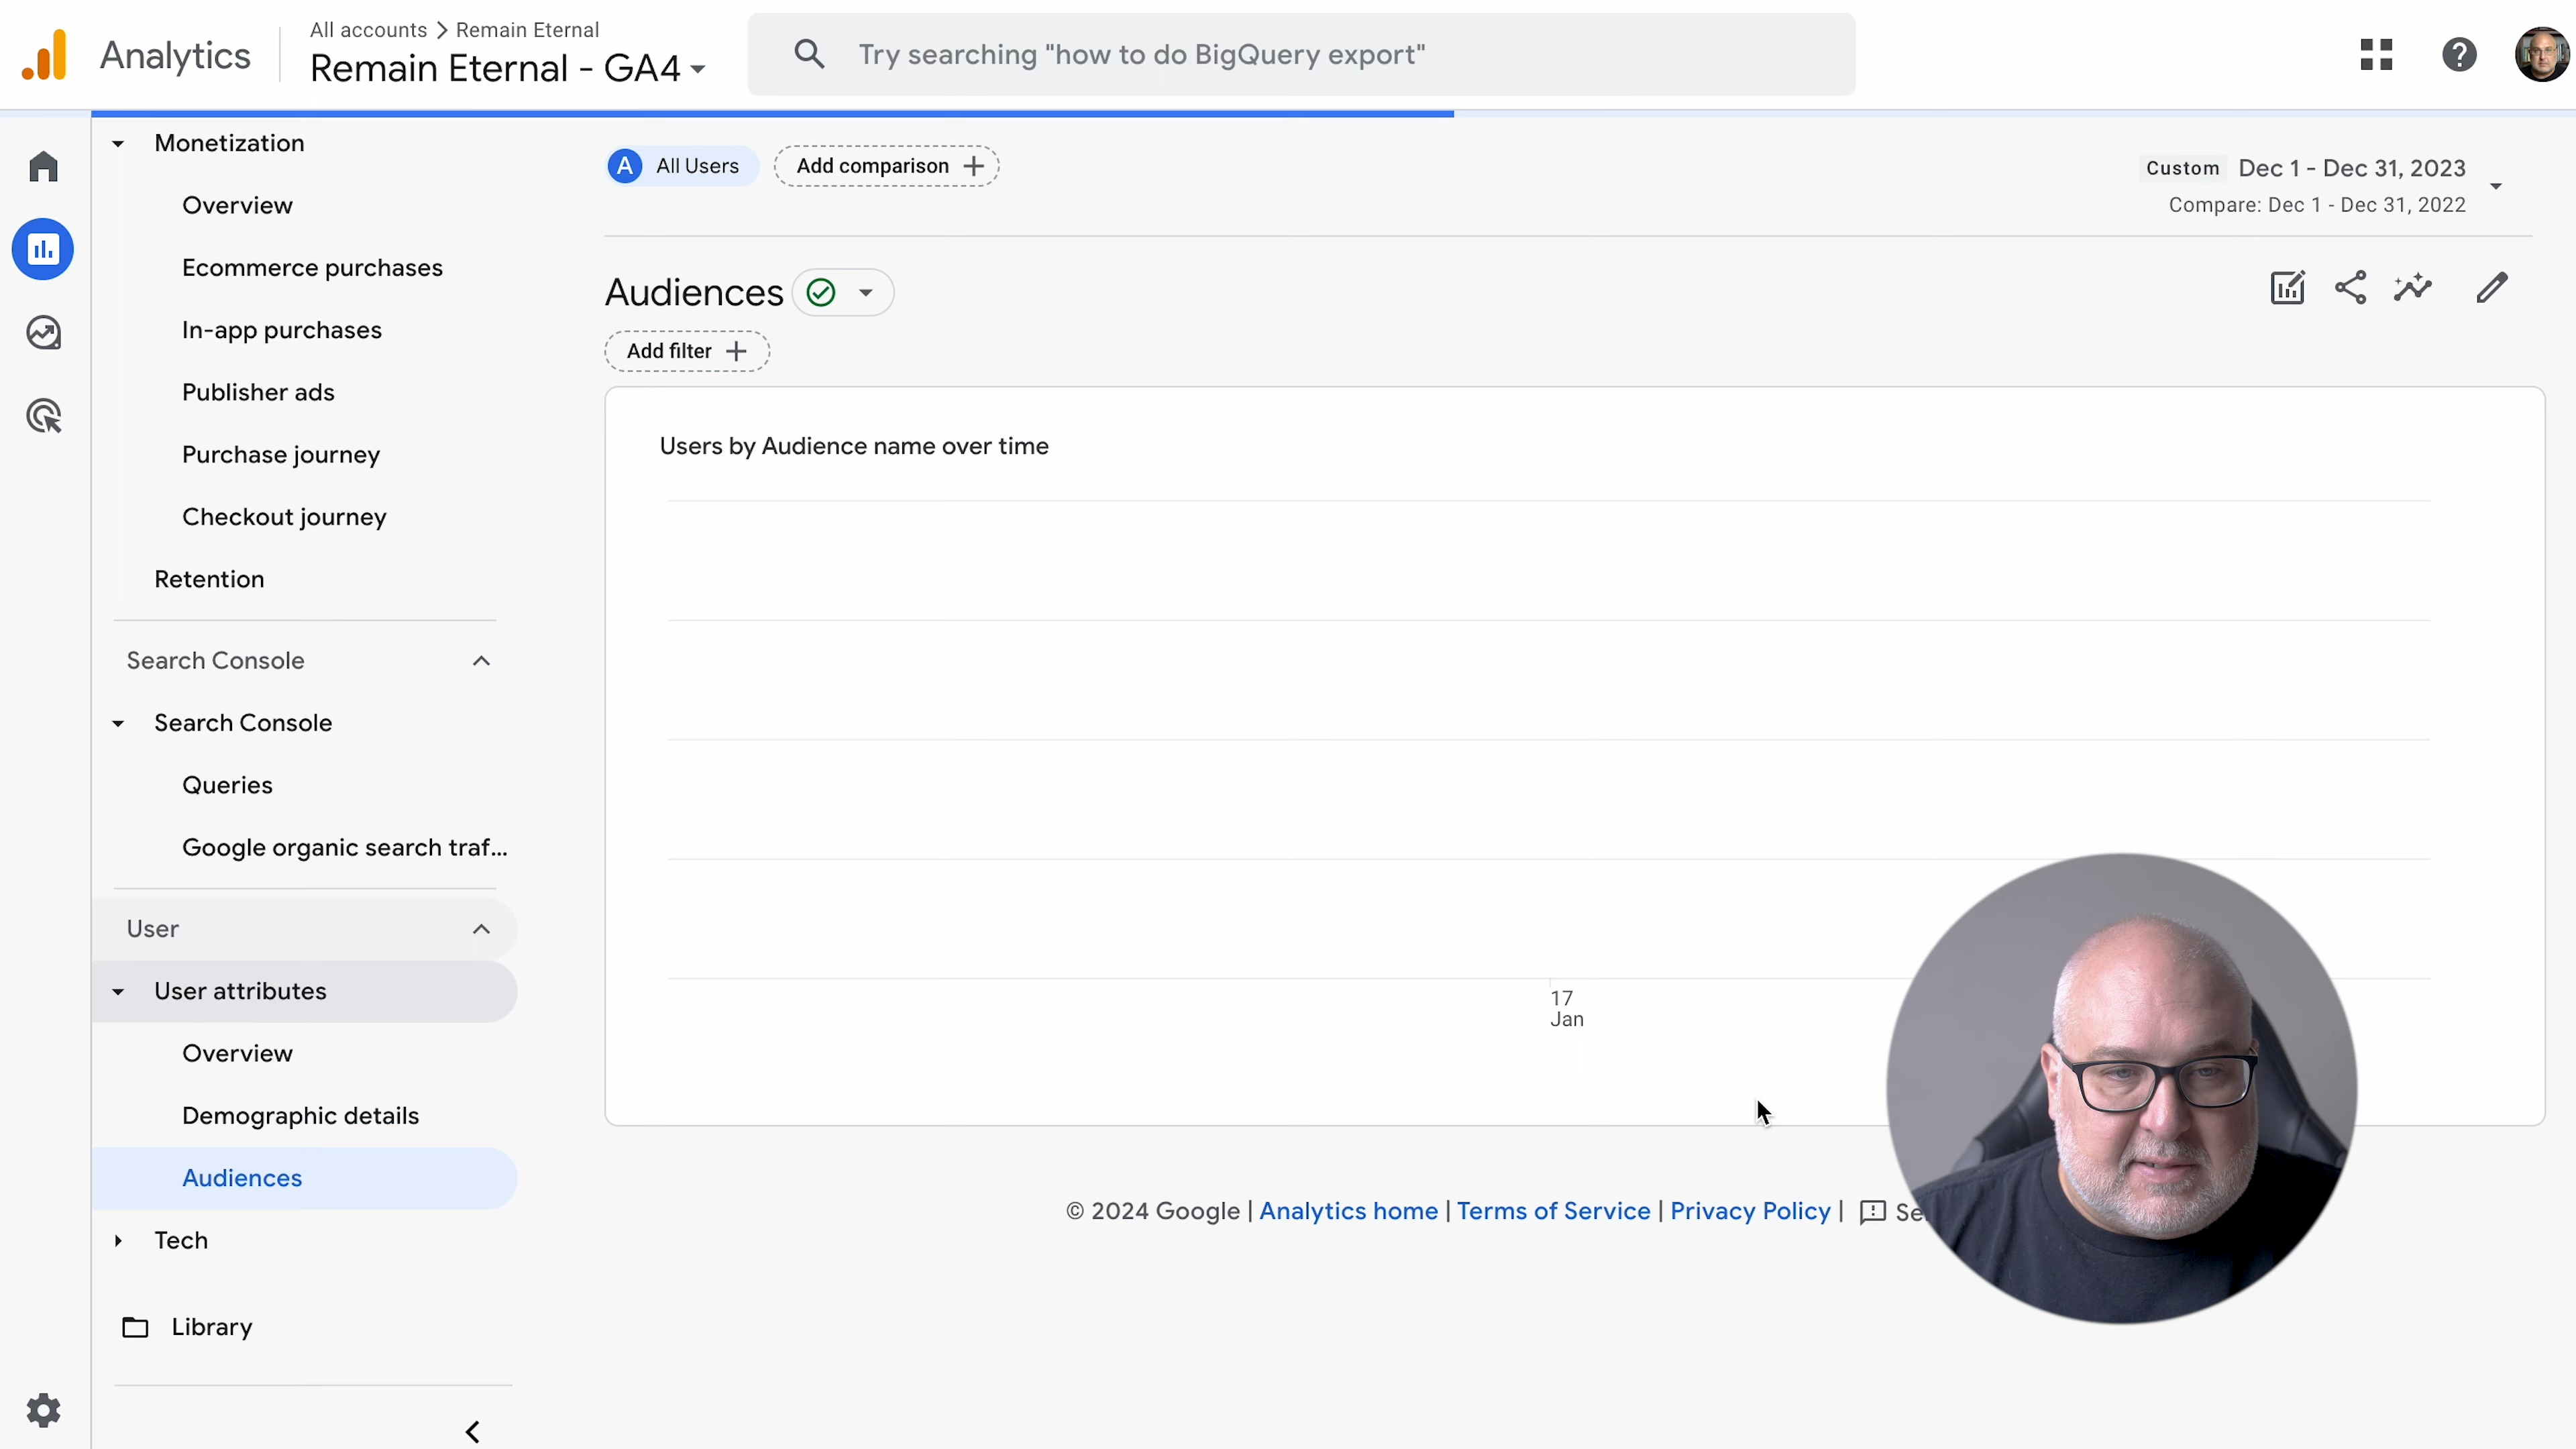 Analytics
All accounts > Remain Eternal
Remain Eternal - GA4
Try searching "how to do BigQuery export"
Monetization
Overview
Ecommerce purchases
In-app purchases
Publisher ads
Purchase journey
Checkout journey
Retention
Search Console
Search Console
Queries
Google organic search traf...
User
User attributes
Overview
Demographic details
Audiences
Tech
Library
A All Users
Add comparison +
Custom Dec 1 - Dec 31, 2023
Compare: Dec 1 - Dec 31, 2022
Audiences
Add filter +
Users by Audience name over time
17
Jan
© 2024 Google | Analytics home | Terms of Service | Privacy Policy |